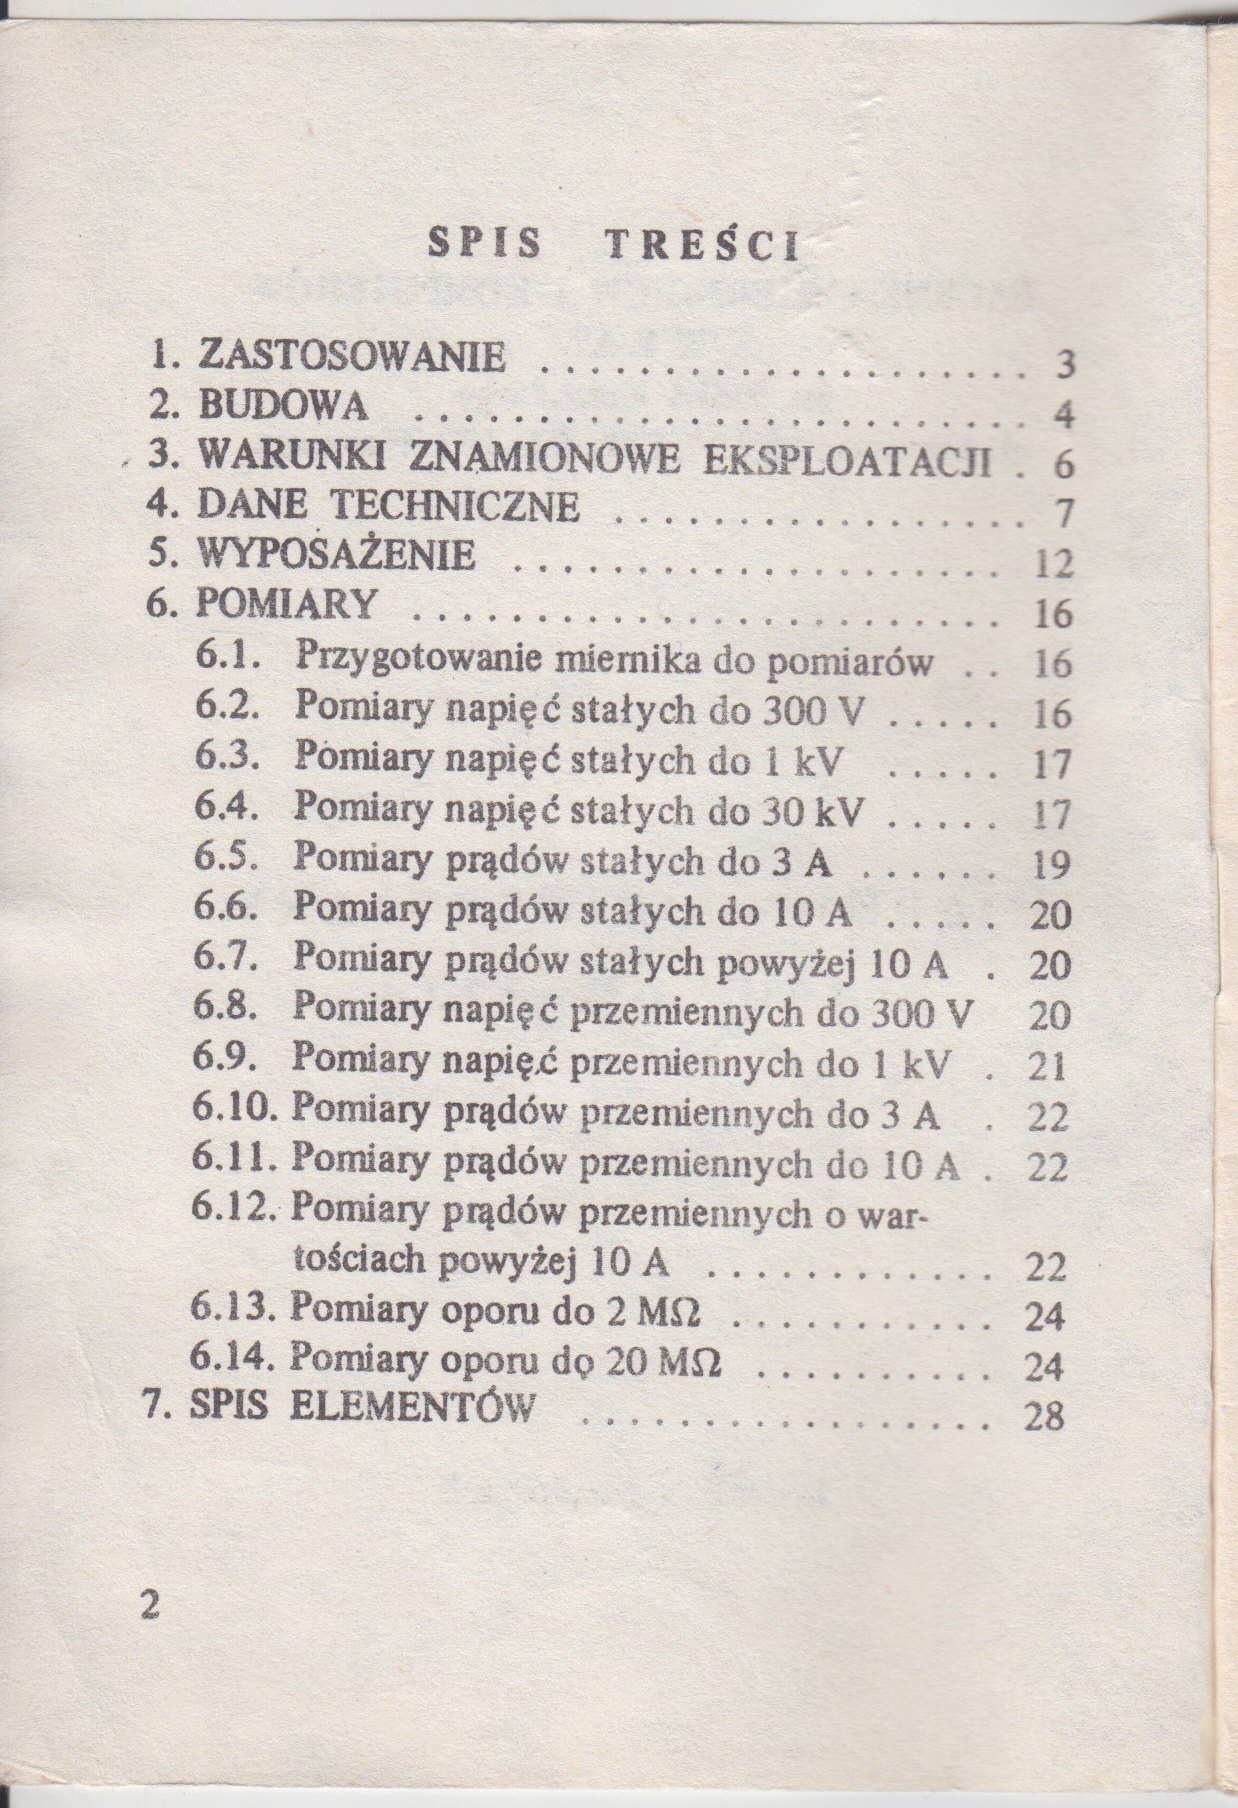 SPIS TREŚCI
1. ZASTOSOWANIE . . . . . . . . . . . . . . . . . . . . 3
2. BUDOWA . . . . . . . . . . . . . . . . . . . . . . . . . . 4
3. WARUNKI ZNAMIONOWE EKSPLOATACJI . 6
4. DANE TECHNICZNE . . . . . . . . . . . . . . . . . 7
5. WYPOSAŻENIE . . . . . . . . . . . . . . . . . . . . 12
6. POMIARY . . . . . . . . . . . . . . . . . . . . . . . . 16
6.1. Przygotowanie miernika do pomiarów . . 16
6.2. Pomiary napięć stałych do 300 V . . . . . 16
6.3. Pomiary napięć stałych do 1 kV . . . . . 17
6.4. Pomiary napięć stałych do 30 kV . . . . . 17
6.5. Pomiary prądów stałych do 3 A . . . . . . 19
6.6. Pomiary prądów stałych do 10 A . . . . . 20
6.7. Pomiary prądów stałych powyżej 10 A . 20
6.8. Pomiary napięć przemiennych do 300 V 20
6.9. Pomiary napięć przemiennych do 1 kV . 21
6.10. Pomiary prądów przemiennych do 3 A . 22
6.11. Pomiary prądów przemiennych do 10 A . 22
6.12. Pomiary prądów przemiennych o war-
tościach powyżej 10 A . . . . . . . . . . . . 22
6.13. Pomiary oporu do 2 MΩ . . . . . . . . . . . 24
6.14. Pomiary oporu do 20 MΩ . . . . . . . . . . 24
7. SPIS ELEMENTÓW . . . . . . . . . . . . . . . . . 28
2